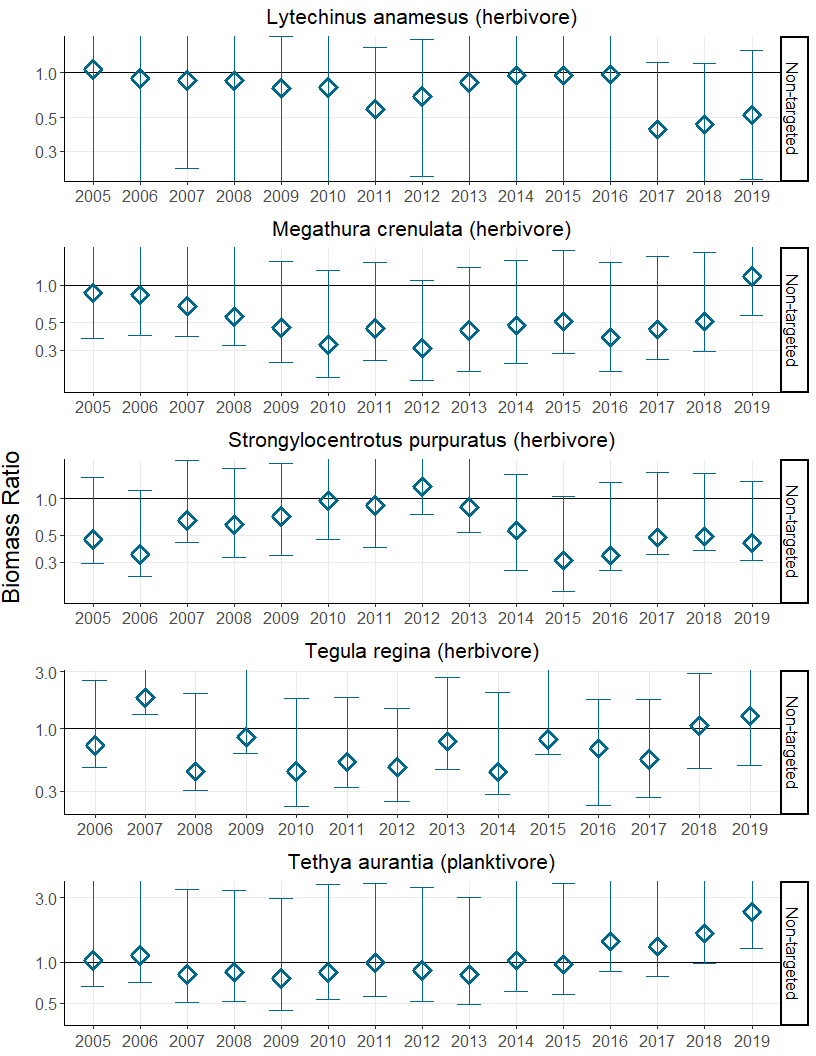 Biomass Ratio
Lytechinus anamesus (herbivore)
1.0
0.5
0.3
Non-targeted
2005 2006 2007 2008 2009 2010 2011 2012 2013 2014 2015 2016 2017 2018 2019
Megathura crenulata (herbivore)
1.0
0.5
0.3
Non-targeted
2005 2006 2007 2008 2009 2010 2011 2012 2013 2014 2015 2016 2017 2018 2019
Strongylocentrotus purpuratus (herbivore)
1.0
0.5
0.3
Non-targeted
2005 2006 2007 2008 2009 2010 2011 2012 2013 2014 2015 2016 2017 2018 2019
Tegula regina (herbivore)
3.0
1.0
0.3
Non-targeted
2006 2007 2008 2009 2010 2011 2012 2013 2014 2015 2016 2017 2018 2019
Tethya aurantia (planktivore)
3.0
1.0
0.5
Non-targeted
2005 2006 2007 2008 2009 2010 2011 2012 2013 2014 2015 2016 2017 2018 2019